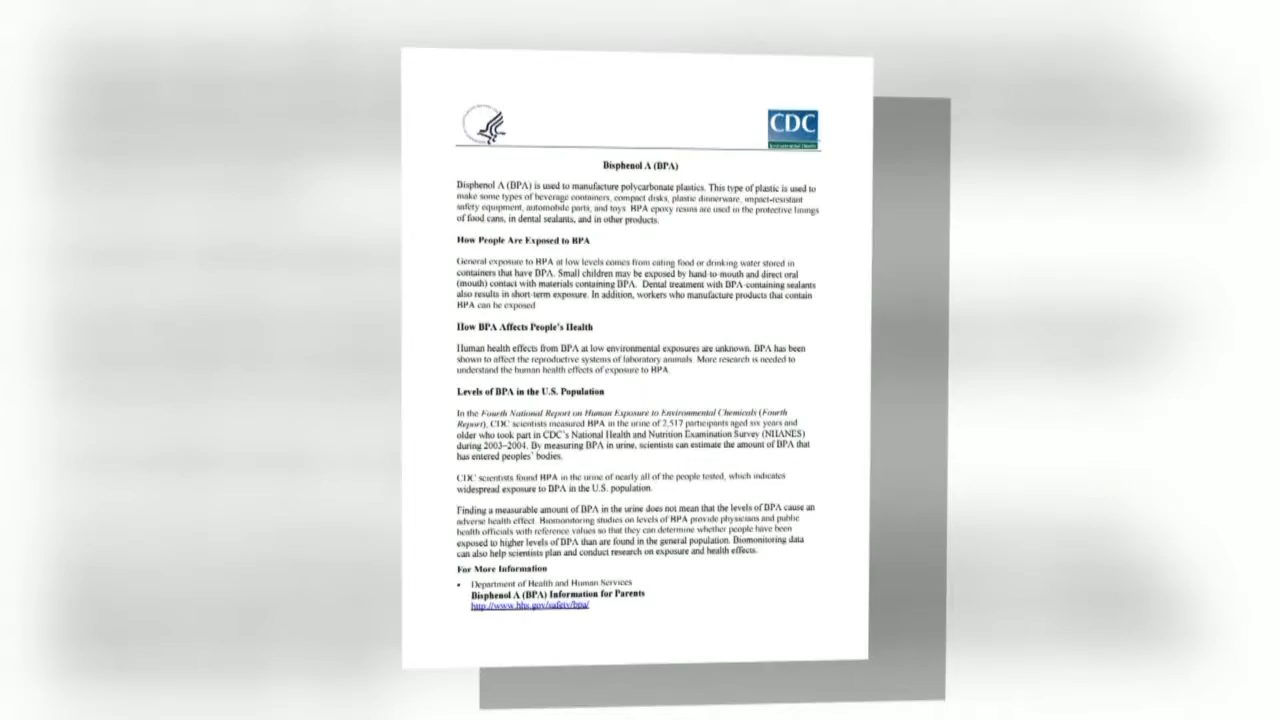 CDC
Bisphenol A (BPA)
Bisphenol A (BPA) is used to manufacture polycarbonate plastics. This type of plastic is used to
make some types of beverage containers, compact disks, plastic dinnerware, impact-resistant
safety equipment, automobile parts, and toys. BPA epoxy resins are used in the protective linings
of food cans, in dental sealants, and in other products.
How People Are Exposed to BPA
General exposure to BPA at low levels comes from eating food or drinking water stored in
containers that have BPA. Small children may be exposed by hand-to-mouth and direct oral
(mouth) contact with materials containing BPA. Dental treatment with BPA-containing sealants
also results in short-term exposure. In addition, workers who manufacture products that contain
BPA can be exposed
How BPA Affects People's Health
Human health effects from BPA at low environmental exposures are unknown. BPA has been
shown to affect the reproductive systems of laboratory animals. More research is needed to
understand the human health effects of exposure to BPA.
Levels of BPA in the U.S. Population
In the Fourth National Report on Human Exposure to Environmental Chemicals (Fourth
Report), CDC scientists measured BPA in the urine of 2,517 participants aged six years and
older who took part in CDC's National Health and Nutrition Examination Survey (NHANES)
during 2003–2004. By measuring BPA in urine, scientists can estimate the amount of BPA that
has entered peoples' bodies.
CDC scientists found BPA in the urine of nearly all of the people tested, which indicates
widespread exposure to BPA in the U.S. population.
Finding a measurable amount of BPA in the urine does not mean that the levels of BPA cause an
adverse health effect. Biomonitoring studies on levels of BPA provide physicians and public
health officials with reference values so that they can determine whether people have been
exposed to higher levels of BPA than are found in the general population. Biomonitoring data
can also help scientists plan and conduct research on exposure and health effects.
For More Information
• Department of Health and Human Services
Bisphenol A (BPA) Information for Parents
http://www.hhs.gov/safety/bpa/